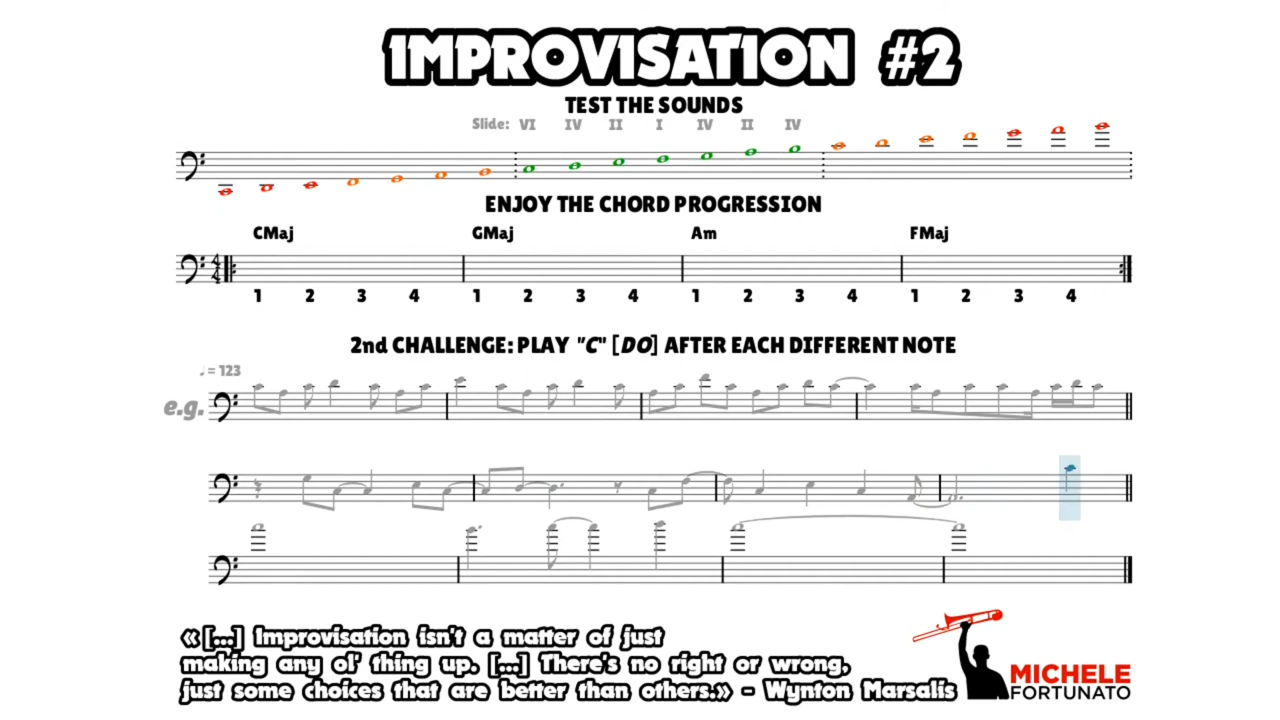 IMPROVISATION #2
TEST THE SOUNDS
Slide: VI IV II I IV II IV
ENJOY THE CHORD PROGRESSION
CMaj GMaj Am FMaj
4
4
1 2 3 4 1 2 3 4 1 2 3 4 1 2 3 4
2nd CHALLENGE: PLAY "C" [DO] AFTER EACH DIFFERENT NOTE
♩ = 123
e.g.
« [...] Improvisation isn't a matter of just
making any ol' thing up. [...] There's no right or wrong,
just some choices that are better than others.» - Wynton Marsalis
MICHELE
FORTUNATO